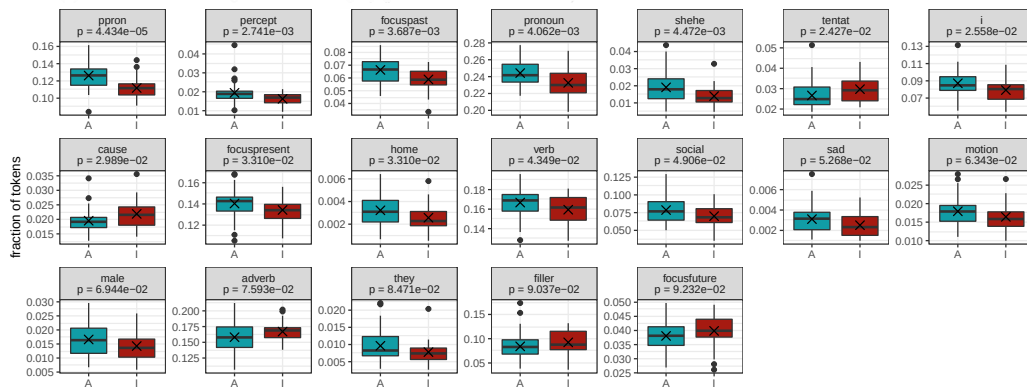 fraction of tokens
ppron
p = 4.434e−05
0.16
0.14
0.12
0.10
A I
percept
p = 2.741e−03
0.04
0.03
0.02
0.01
A I
focuspast
p = 3.687e−03
0.08
0.07
0.06
0.05
0.04
0.03
A I
pronoun
p = 4.062e−03
0.28
0.26
0.24
0.22
0.20
A I
shehe
p = 4.472e−03
0.04
0.03
0.02
0.01
A I
tentat
p = 2.427e−02
0.05
0.04
0.03
0.02
A I
i
p = 2.558e−02
0.13
0.11
0.09
0.07
A I
cause
p = 2.989e−02
0.035
0.030
0.025
0.020
0.015
A I
focuspresent
p = 3.310e−02
0.16
0.14
0.12
A I
home
p = 3.310e−02
0.006
0.004
0.002
A I
verb
p = 4.349e−02
0.18
0.16
0.14
A I
social
p = 4.906e−02
0.125
0.100
0.075
0.050
A I
sad
p = 5.268e−02
0.006
0.004
0.002
A I
motion
p = 6.343e−02
0.025
0.020
0.015
0.010
A I
male
p = 6.944e−02
0.030
0.025
0.020
0.015
0.010
0.005
A I
adverb
p = 7.593e−02
0.200
0.175
0.150
0.125
A I
they
p = 8.471e−02
0.020
0.015
0.010
0.005
A I
filler
p = 9.037e−02
0.15
0.10
0.05
A I
focusfuture
p = 9.232e−02
0.050
0.045
0.040
0.035
0.030
0.025
A I